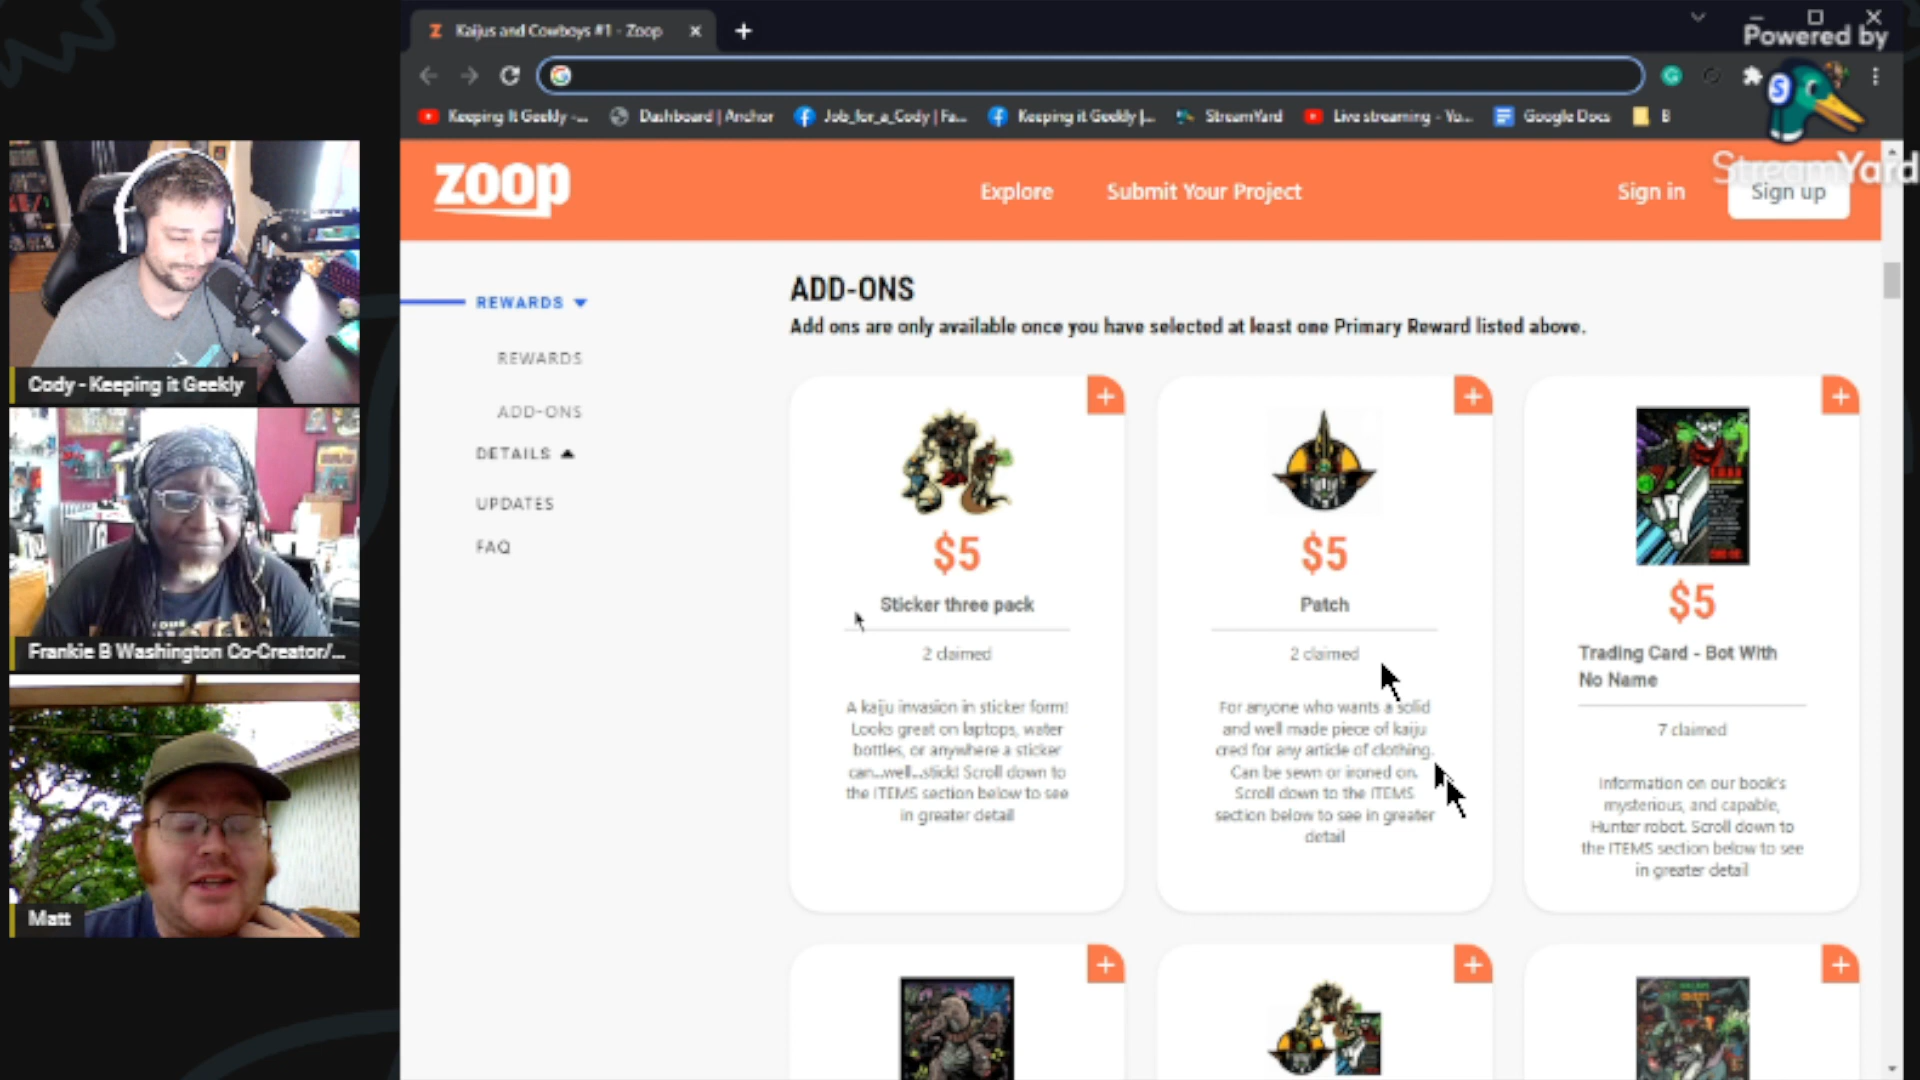 Kaijus and Cowboys #1 - Zoop
Powered by
Keeping It Geekly -...
Dashboard | Anchor
Job_for_a_Cody | Fa...
Keeping it Geekly |...
StreamYard
Live streaming - Yo...
Google Docs
B
S
StreamYard
zoop
Explore
Submit Your Project
Sign in
Sign up
REWARDS
REWARDS
ADD-ONS
DETAILS
UPDATES
FAQ
ADD-ONS
Add ons are only available once you have selected at least one Primary Reward listed above.
$5
Sticker three pack
2 claimed
A kaiju invasion in sticker form!
Looks great on laptops, water
bottles, or anywhere a sticker
can...well...stick! Scroll down to
the ITEMS section below to see
in greater detail
$5
Patch
2 claimed
For anyone who wants a solid
and well made piece of kaiju
cred for any article of clothing.
Can be sewn or ironed on.
Scroll down to the ITEMS
section below to see in greater
detail
$5
Trading Card - Bot With
No Name
7 claimed
Information on our book's
mysterious, and capable,
Hunter robot. Scroll down to
the ITEMS section below to see
in greater detail
Cody - Keeping it Geekly
Frankie B Washington Co-Creator/...
Matt